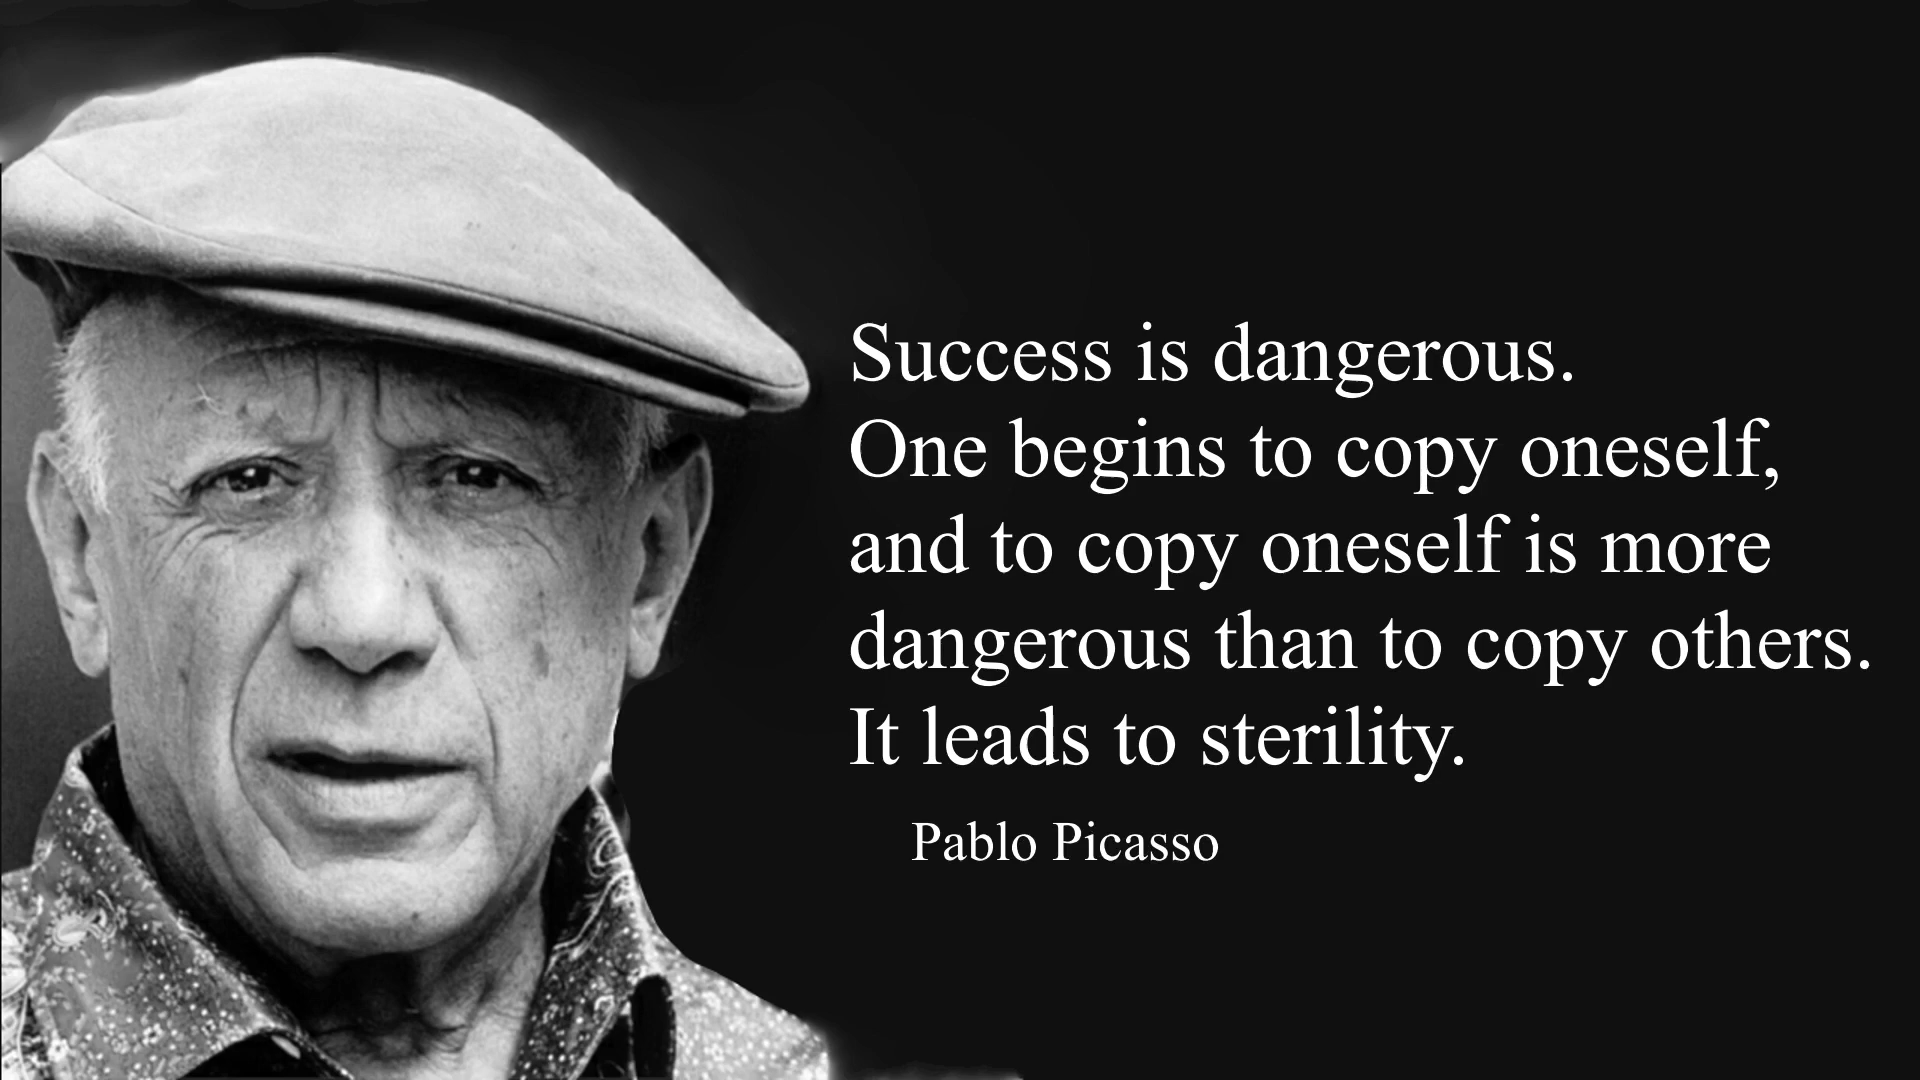 Success is dangerous.
One begins to copy oneself,
and to copy oneself is more
dangerous than to copy others.
It leads to sterility.
Pablo Picasso